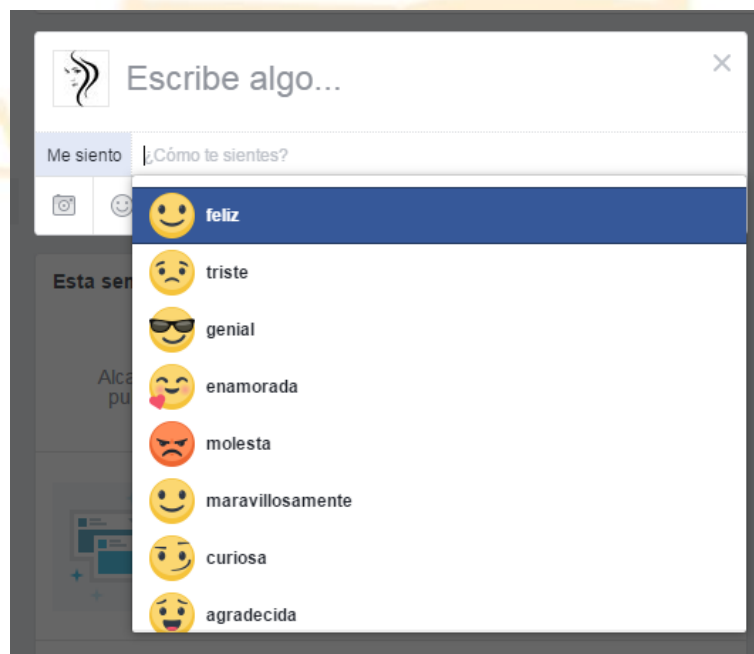 Escribe algo...
Me siento ¿Cómo te sientes?
feliz
triste
genial
enamorada
molesta
maravillosamente
curiosa
agradecida
Esta sem
Alca
pu